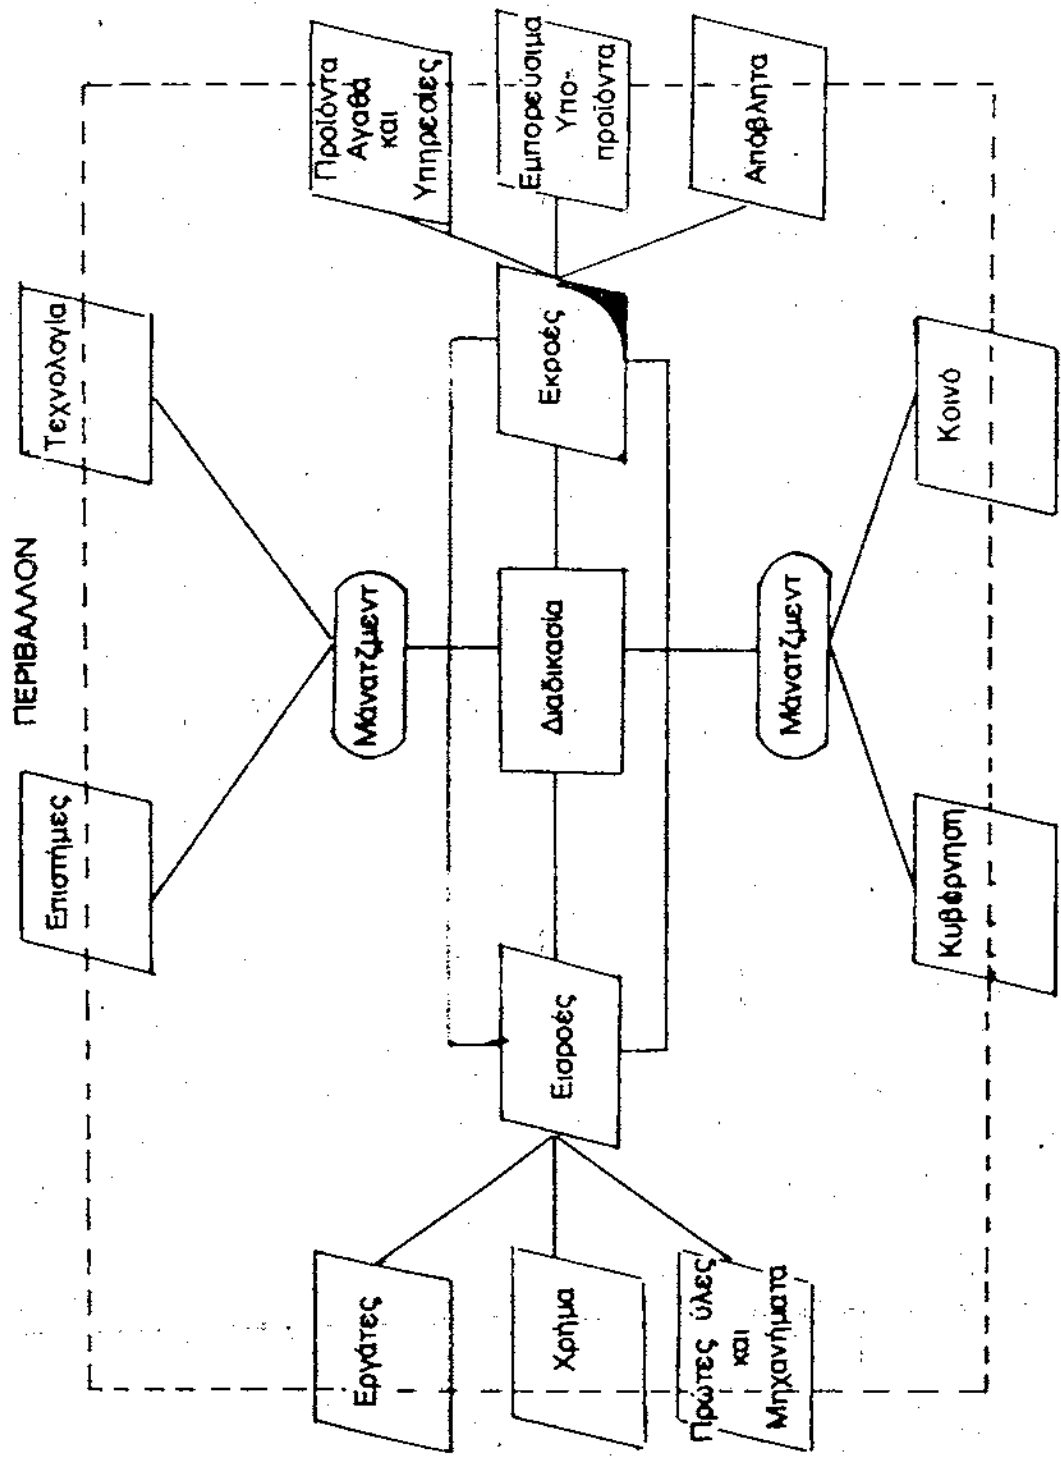 ΠΕΡΙΒΑΛΛΟΝ
Επιστήμες
Τεχνολογία
Μάνατζμεντ
Εργάτες
Χρήμα
Πρώτες ύλες
και
Μηχανήματα
Εισροές
Διαδικασία
Εκροές
Προϊόντα
Αγαθά
και
Υπηρεσίες
Εμπορεύσιμα
Υπο-
προϊόντα
Απόβλητα
Μάνατζμεντ
Κυβέρνηση
Κοινό